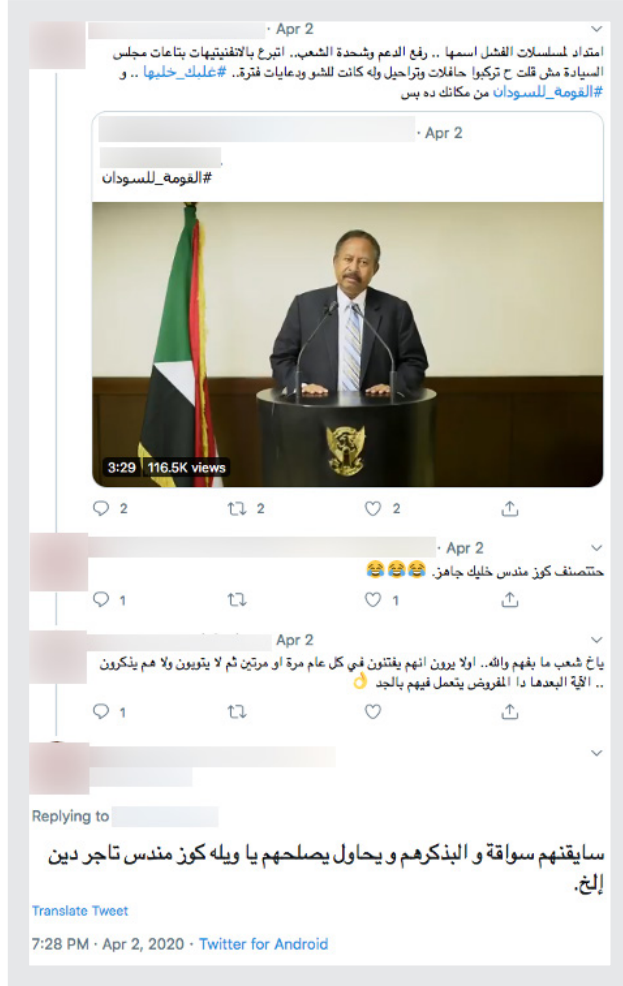 · Apr 2
امتداد لمسلسلات الفشل اسمها .. رفع الدعم وشحدة الشعب.. اتبرع بالانفنيتيهات بتاعات مجلس
السيادة مش قلت ح تركبوا حافلات وتراحيل وله كانت للشو ودعايات فترة.. #غلبك_خليها .. و
#القومة_للسودان من مكانك ده بس
· Apr 2
#القومة_للسودان
3:29 116.5K views
2 2 2
· Apr 2
حنتصنف كوز مندس خليك جاهز. 😂😂😂
1 1
Apr 2
ياخ شعب ما بفهم والله.. اولا يرون انهم يفتنون في كل عام مرة او مرتين ثم لا يتوبون ولا هم يذكرون
.. الآية البعدها دا المفروض يتعمل فيهم بالجد 👌
1
Replying to
سايقنهم سواقة و البذكرهم و يحاول يصلحهم يا ويله كوز مندس تاجر دين
إلخ.
Translate Tweet
7:28 PM · Apr 2, 2020 · Twitter for Android